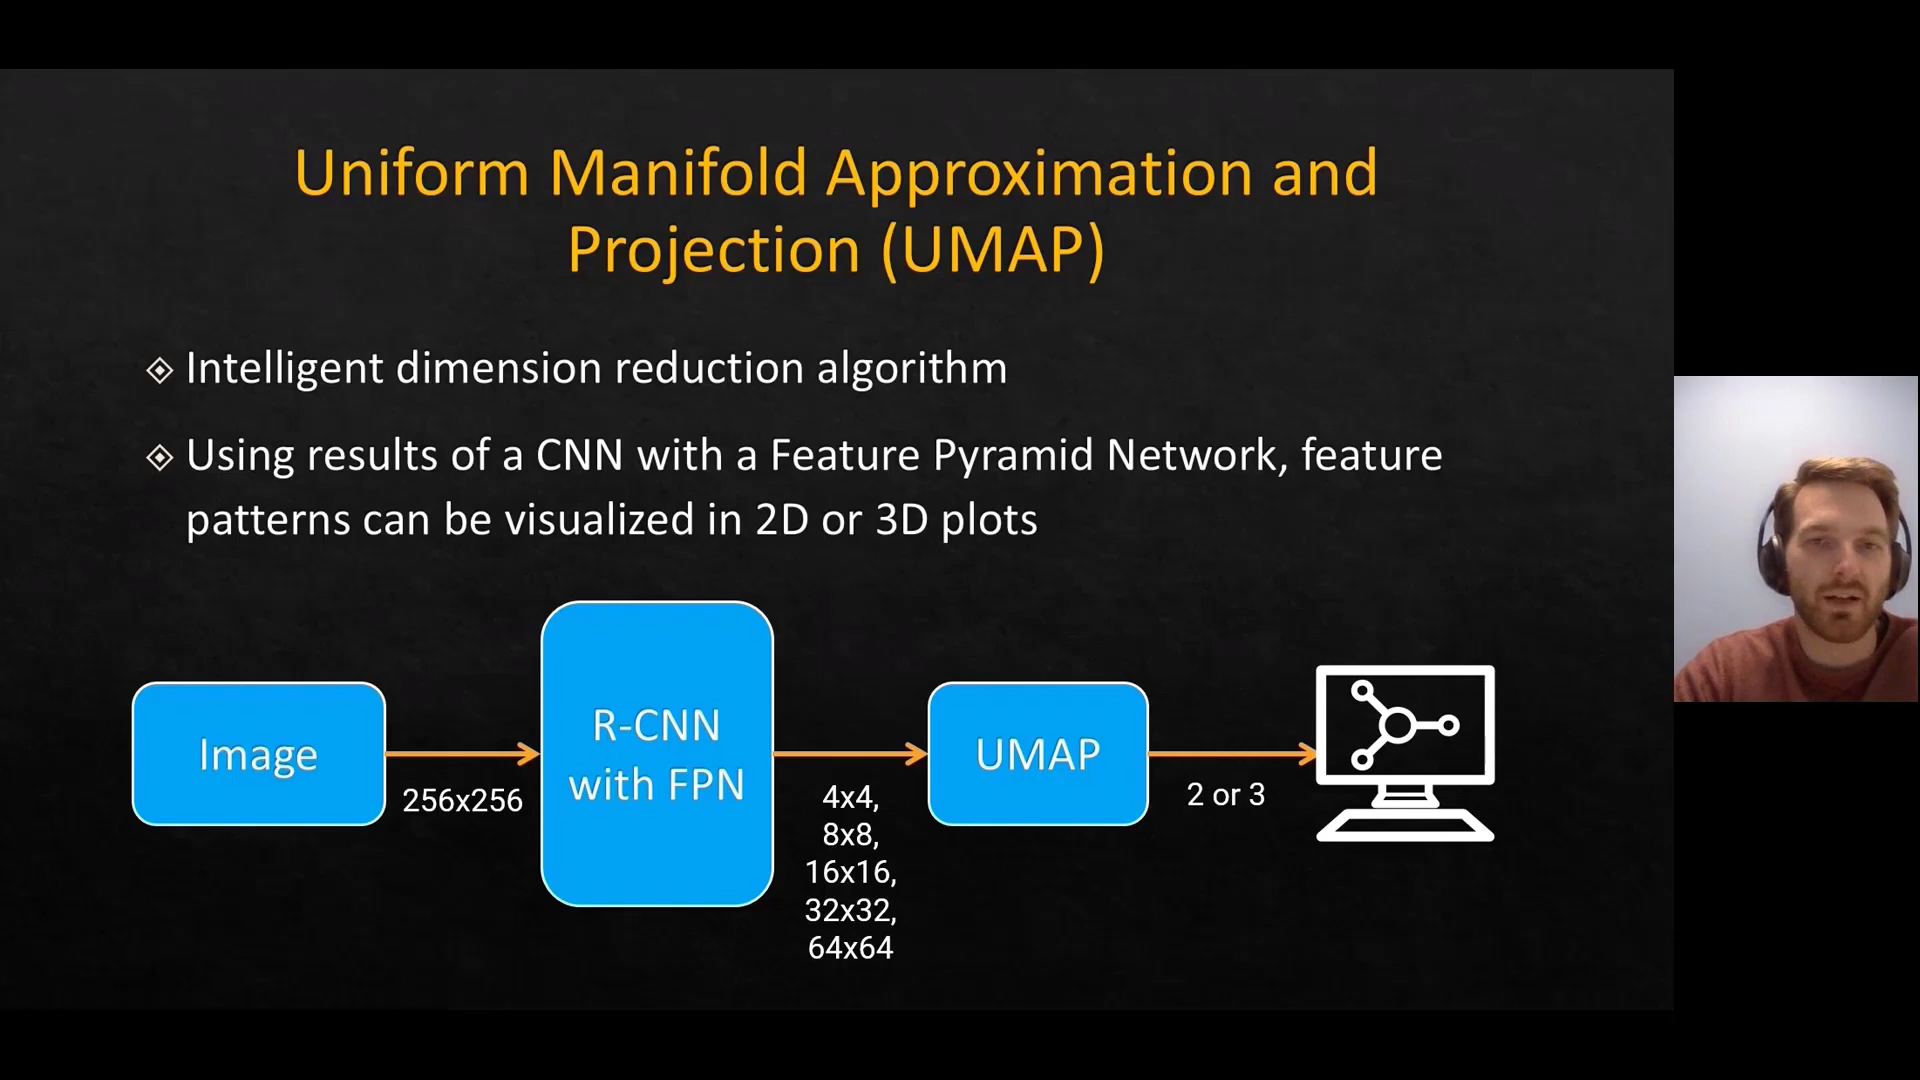 Uniform Manifold Approximation and
Projection (UMAP)
Intelligent dimension reduction algorithm
Using results of a CNN with a Feature Pyramid Network, feature
patterns can be visualized in 2D or 3D plots
Image
256x256
R-CNN
with FPN
4x4,
8x8,
16x16,
32x32,
64x64
UMAP
2 or 3